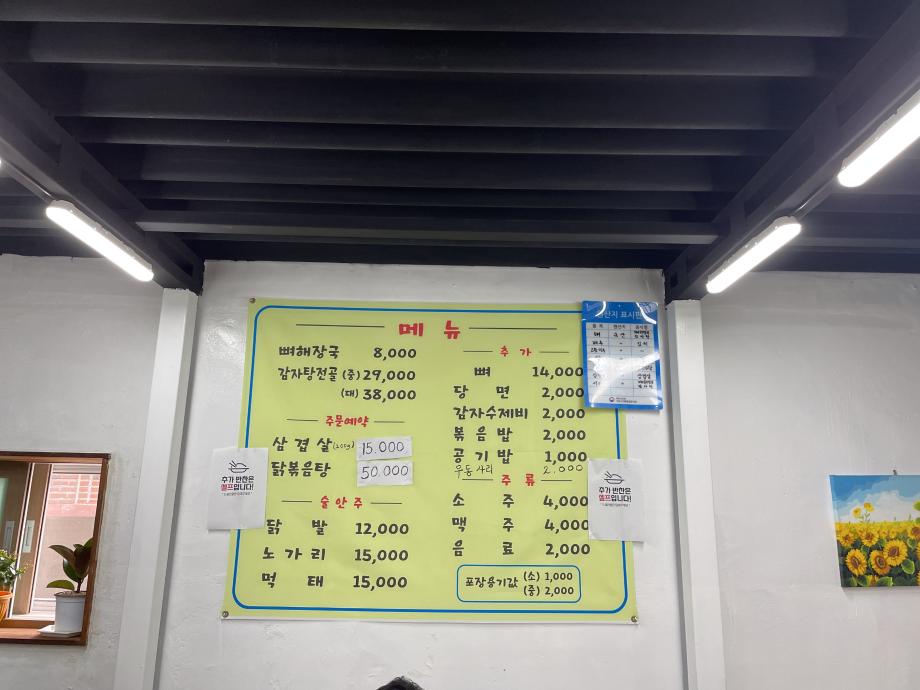 메뉴
뼈해장국 8,000
감자탕전골 (중) 29,000
(대) 38,000
주문예약
삼겹살 (200g) 15.000
닭볶음탕 50.000
술안주
닭발 12,000
노가리 15,000
먹태 15,000
추가
뼈 14,000
당면 2,000
감자수제비 2,000
볶음밥 2,000
공기밥 1,000
우동사리 2.000
주류
소주 4,000
맥주 4,000
음료 2,000
포장용기값 (소) 1,000
(중) 2,000
추가 반찬은
셀프입니다!
추가 반찬은
셀프입니다!
원산지 표시판